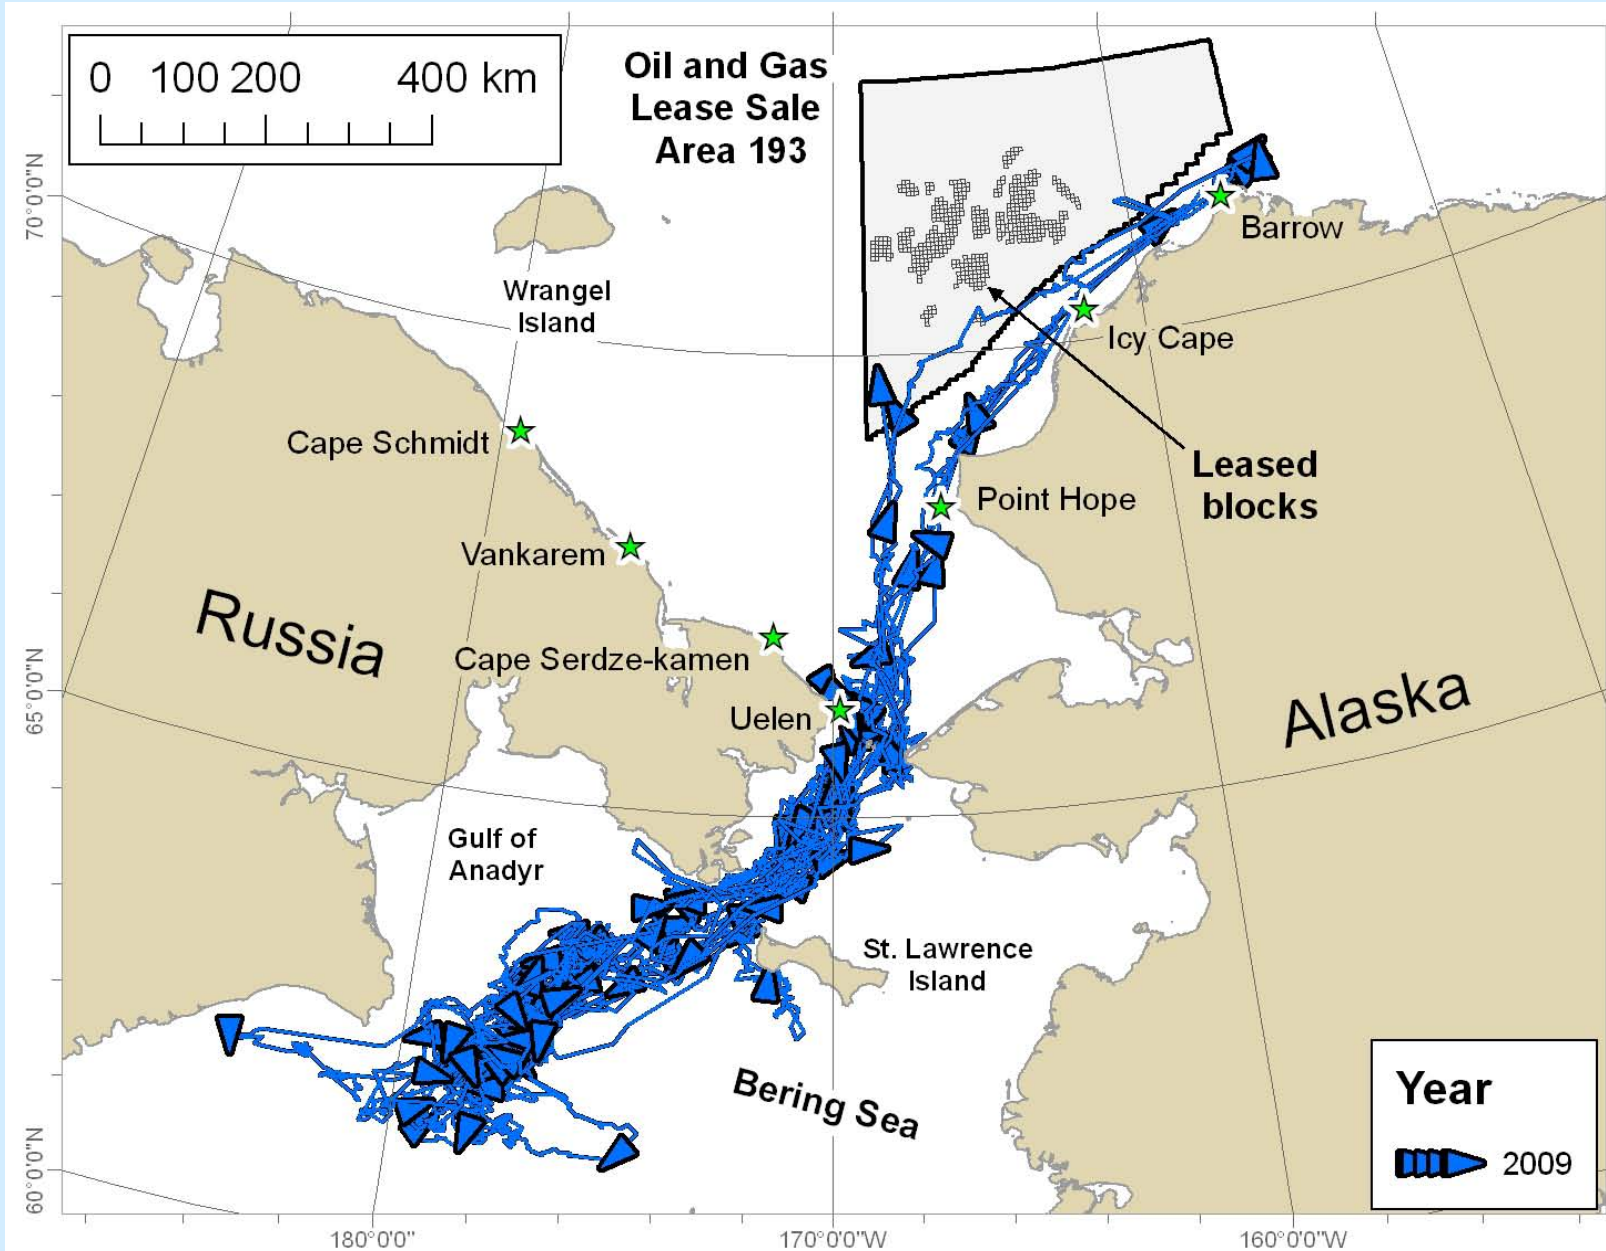 0 100 200 400 km
Oil and Gas
Lease Sale
Area 193
70°0'0"N
Barrow
Wrangel
Island
Icy Cape
Cape Schmidt
Leased
blocks
Point Hope
Vankarem
Russia
Cape Serdze-kamen
65°0'0"N
Alaska
Uelen
Gulf of
Anadyr
St. Lawrence
Island
Bering Sea
Year
2009
60°0'0"N
180°0'0"
170°0'0"W
160°0'0"W